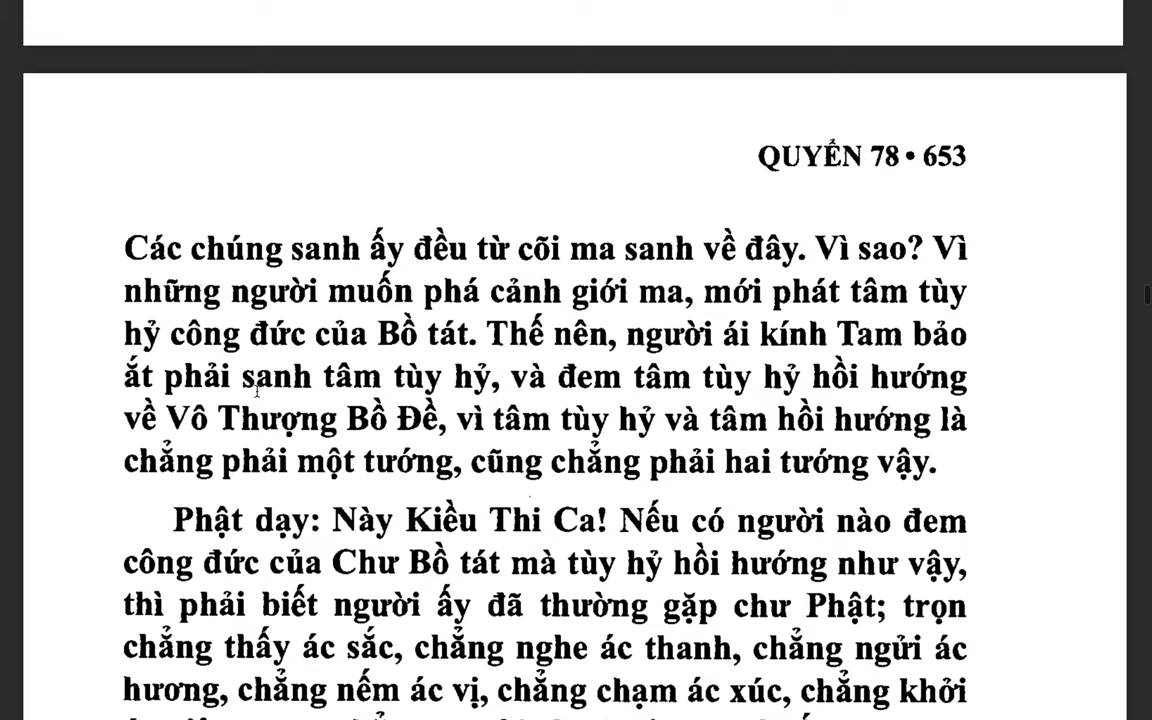 QUYỂN 78 • 653
Các chúng sanh ấy đều từ cõi ma sanh về đây. Vì sao? Vì
những người muốn phá cảnh giới ma, mới phát tâm tùy
hỷ công đức của Bồ tát. Thế nên, người ái kính Tam bảo
ắt phải sanh tâm tùy hỷ, và đem tâm tùy hỷ hồi hướng
về Vô Thượng Bồ Đề, vì tâm tùy hỷ và tâm hồi hướng là
chẳng phải một tướng, cũng chẳng phải hai tướng vậy.
Phật dạy: Này Kiều Thi Ca! Nếu có người nào đem
công đức của Chư Bồ tát mà tùy hỷ hồi hướng như vậy,
thì phải biết người ấy đã thường gặp chư Phật; trọn
chẳng thấy ác sắc, chẳng nghe ác thanh, chẳng ngửi ác
hương, chẳng nếm ác vị, chẳng chạm ác xúc, chẳng khởi